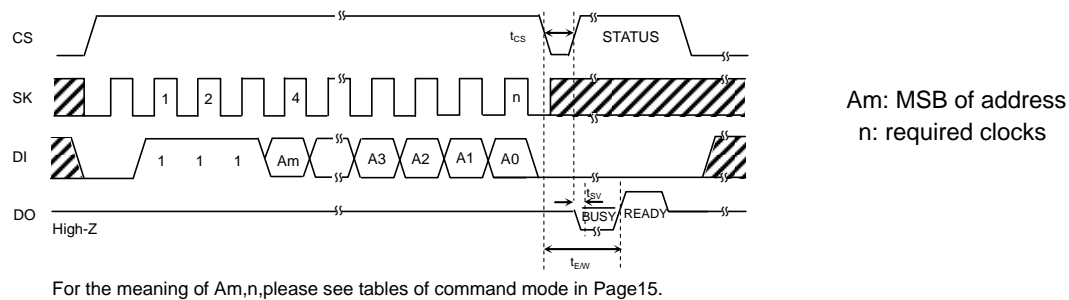 CS
tCS
STATUS
SK
1 2 4 n
DI
1 1 1 Am A3 A2 A1 A0
DO
High-Z
tSV
BUSY READY
tE/W
Am: MSB of address
n: required clocks
For the meaning of Am,n,please see tables of command mode in Page15.